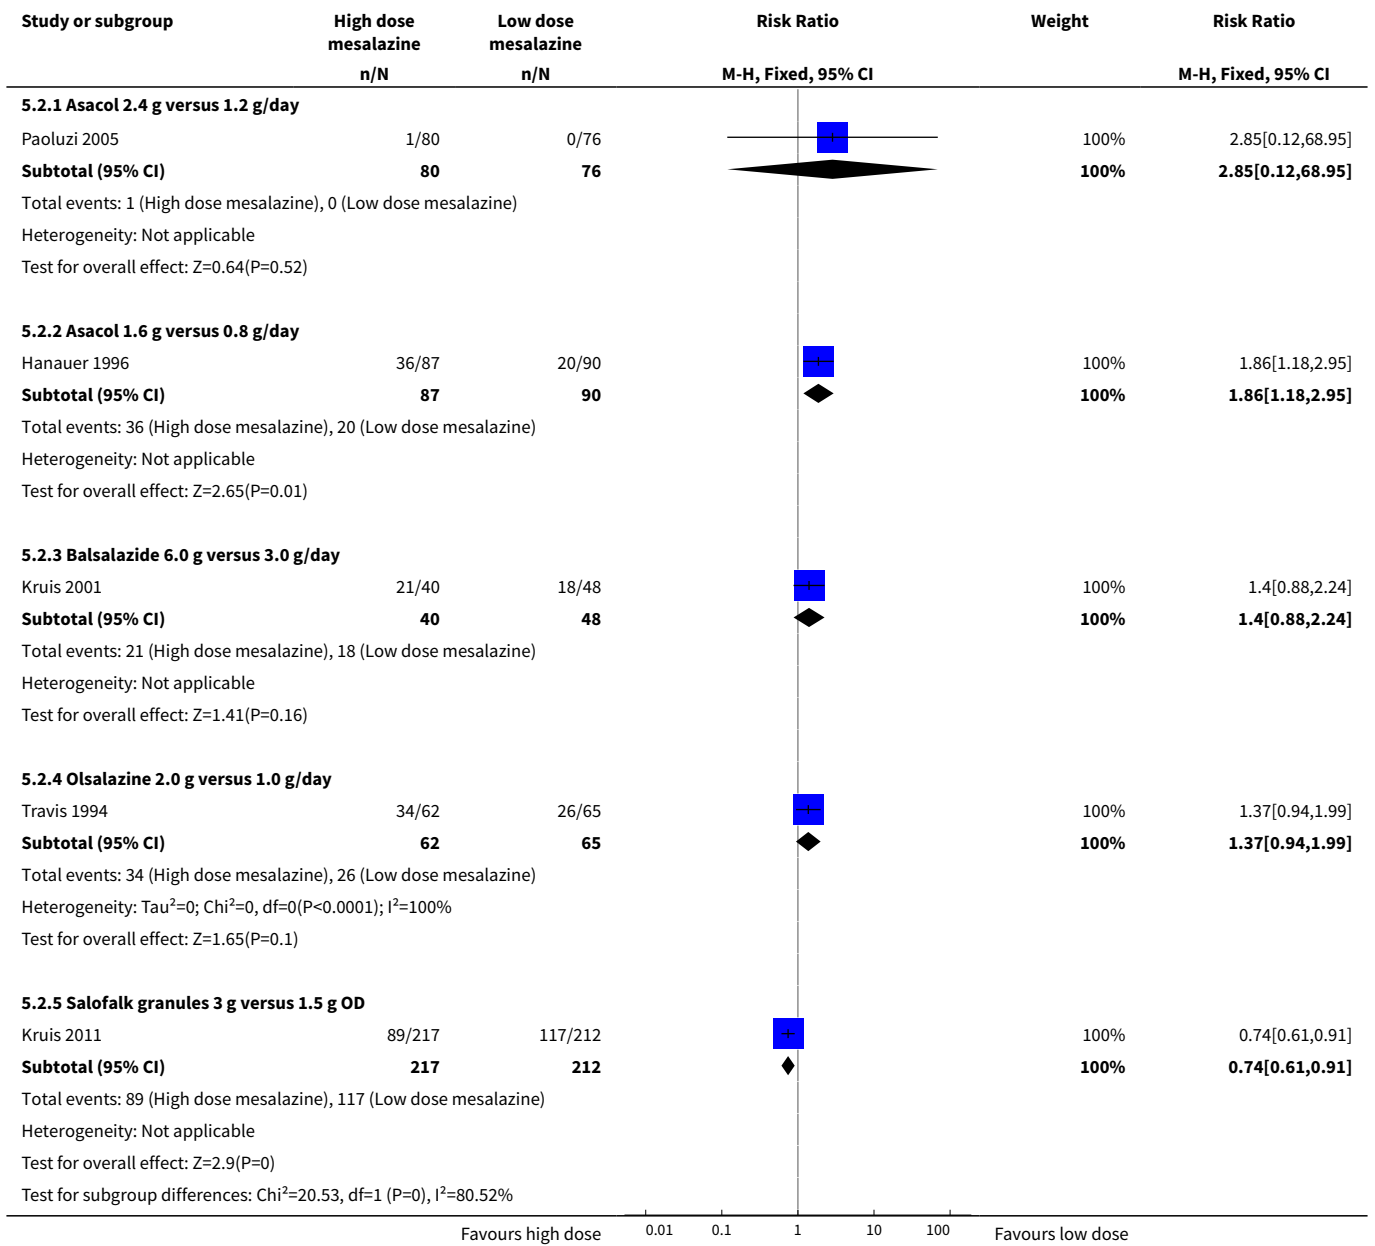 Study or subgroup High dose mesalazine Low dose mesalazine Risk Ratio Weight Risk Ratio
n/N n/N M-H, Fixed, 95% CI M-H, Fixed, 95% CI
5.2.1 Asacol 2.4 g versus 1.2 g/day
Paoluzi 2005 1/80 0/76 100% 2.85[0.12,68.95]
Subtotal (95% CI) 80 76 100% 2.85[0.12,68.95]
Total events: 1 (High dose mesalazine), 0 (Low dose mesalazine)
Heterogeneity: Not applicable
Test for overall effect: Z=0.64(P=0.52)
5.2.2 Asacol 1.6 g versus 0.8 g/day
Hanauer 1996 36/87 20/90 100% 1.86[1.18,2.95]
Subtotal (95% CI) 87 90 100% 1.86[1.18,2.95]
Total events: 36 (High dose mesalazine), 20 (Low dose mesalazine)
Heterogeneity: Not applicable
Test for overall effect: Z=2.65(P=0.01)
5.2.3 Balsalazide 6.0 g versus 3.0 g/day
Kruis 2001 21/40 18/48 100% 1.4[0.88,2.24]
Subtotal (95% CI) 40 48 100% 1.4[0.88,2.24]
Total events: 21 (High dose mesalazine), 18 (Low dose mesalazine)
Heterogeneity: Not applicable
Test for overall effect: Z=1.41(P=0.16)
5.2.4 Olsalazine 2.0 g versus 1.0 g/day
Travis 1994 34/62 26/65 100% 1.37[0.94,1.99]
Subtotal (95% CI) 62 65 100% 1.37[0.94,1.99]
Total events: 34 (High dose mesalazine), 26 (Low dose mesalazine)
Heterogeneity: Tau²=0; Chi²=0, df=0(P<0.0001); I²=100%
Test for overall effect: Z=1.65(P=0.1)
5.2.5 Salofalk granules 3 g versus 1.5 g OD
Kruis 2011 89/217 117/212 100% 0.74[0.61,0.91]
Subtotal (95% CI) 217 212 100% 0.74[0.61,0.91]
Total events: 89 (High dose mesalazine), 117 (Low dose mesalazine)
Heterogeneity: Not applicable
Test for overall effect: Z=2.9(P=0)
Test for subgroup differences: Chi²=20.53, df=1 (P=0), I²=80.52%
Favours high dose 0.01 0.1 1 10 100 Favours low dose